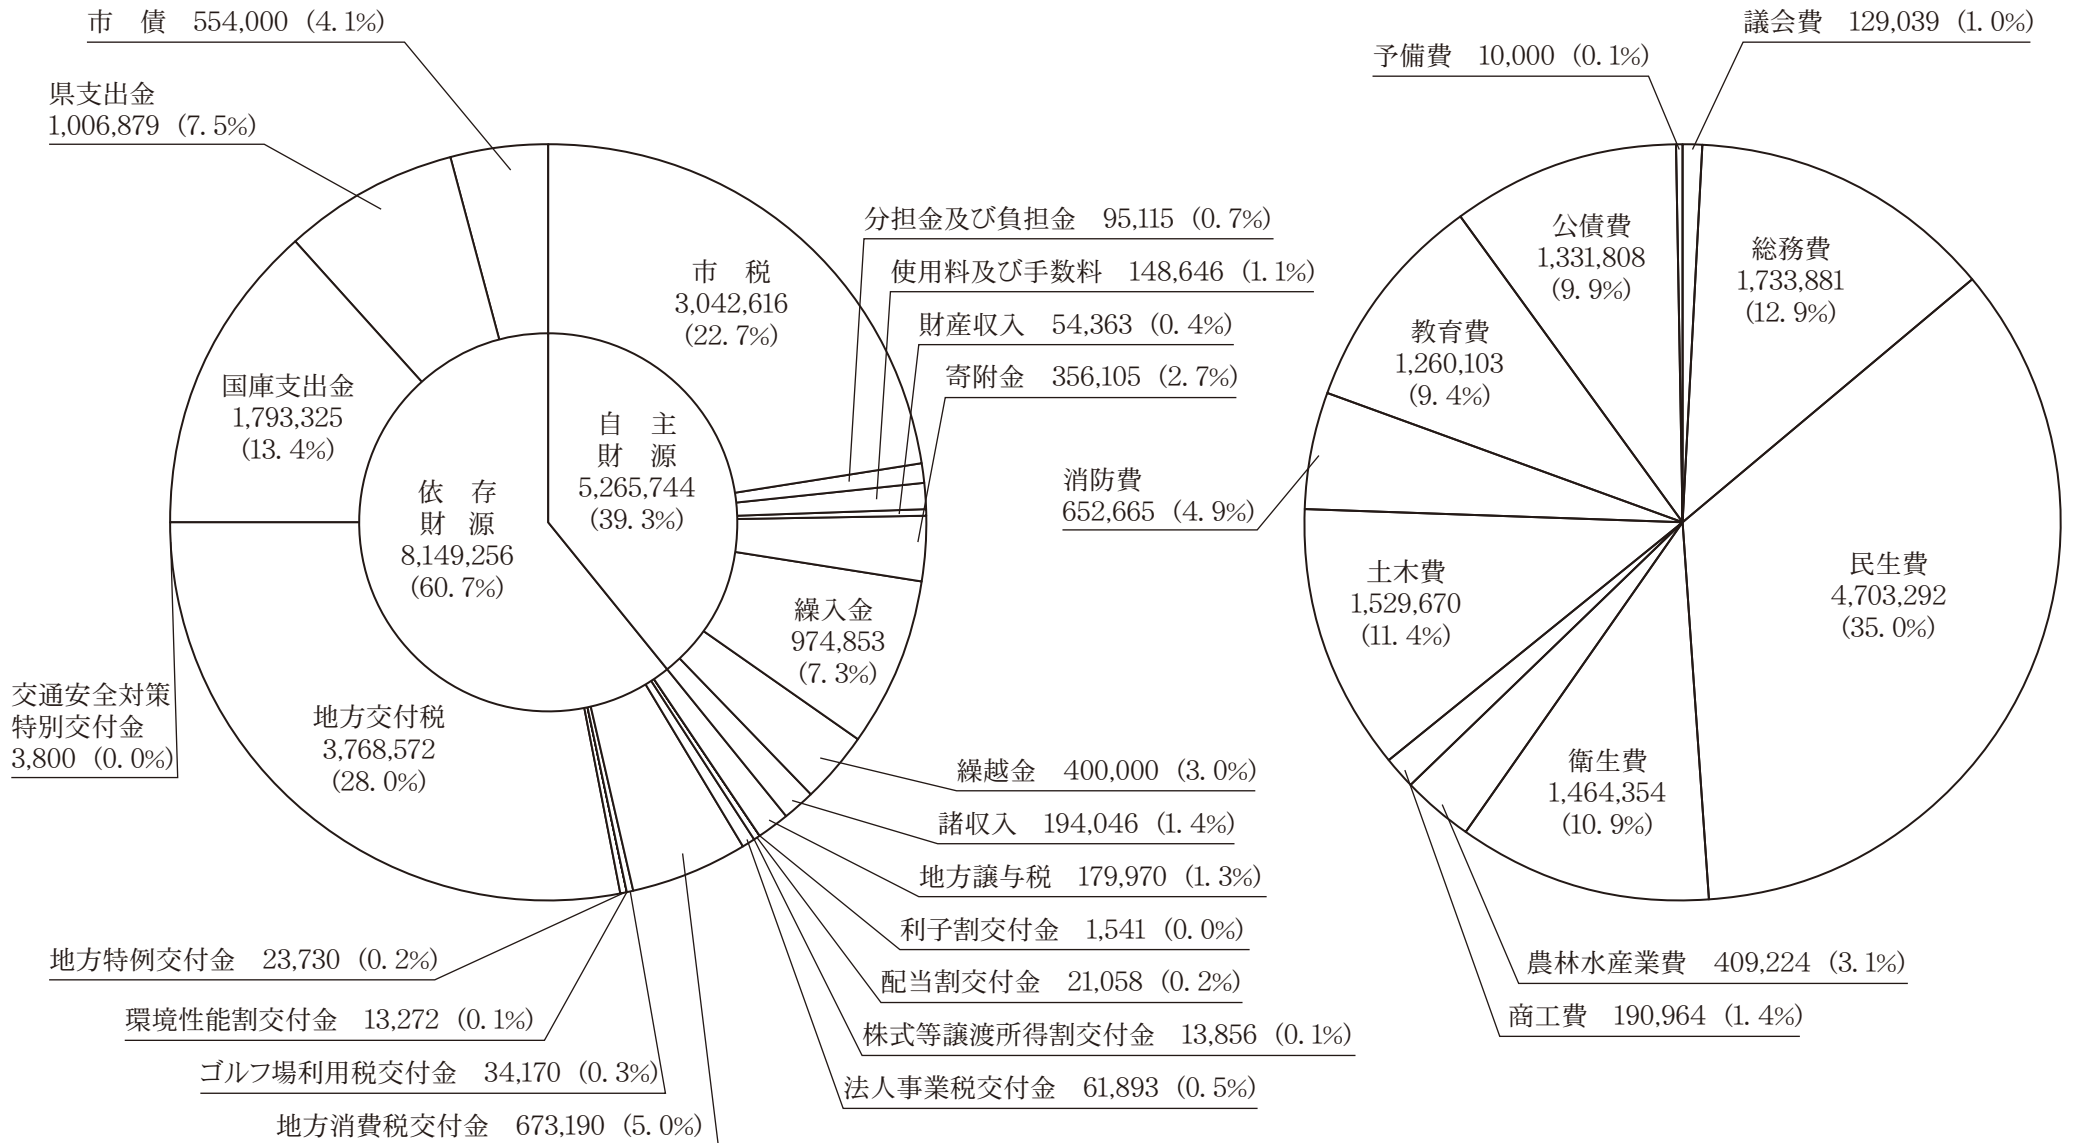 市　債　554,000 (4.1%)
県支出金
1,006,879 (7.5%)
国庫支出金
1,793,325
(13.4%)
交通安全対策
特別交付金
3,800 (0.0%)
地方交付税
3,768,572
(28.0%)
依　存
財　源
8,149,256
(60.7%)
自　主
財　源
5,265,744
(39.3%)
市　税
3,042,616
(22.7%)
分担金及び負担金　95,115 (0.7%)
使用料及び手数料　148,646 (1.1%)
財産収入　54,363 (0.4%)
寄附金　356,105 (2.7%)
繰入金
974,853
(7.3%)
繰越金　400,000 (3.0%)
諸収入　194,046 (1.4%)
地方譲与税　179,970 (1.3%)
利子割交付金　1,541 (0.0%)
配当割交付金　21,058 (0.2%)
株式等譲渡所得割交付金　13,856 (0.1%)
法人事業税交付金　61,893 (0.5%)
地方特例交付金　23,730 (0.2%)
環境性能割交付金　13,272 (0.1%)
ゴルフ場利用税交付金　34,170 (0.3%)
地方消費税交付金　673,190 (5.0%)
予備費　10,000 (0.1%)
議会費　129,039 (1.0%)
公債費
1,331,808
(9.9%)
総務費
1,733,881
(12.9%)
教育費
1,260,103
(9.4%)
消防費
652,665 (4.9%)
土木費
1,529,670
(11.4%)
民生費
4,703,292
(35.0%)
衛生費
1,464,354
(10.9%)
農林水産業費　409,224 (3.1%)
商工費　190,964 (1.4%)